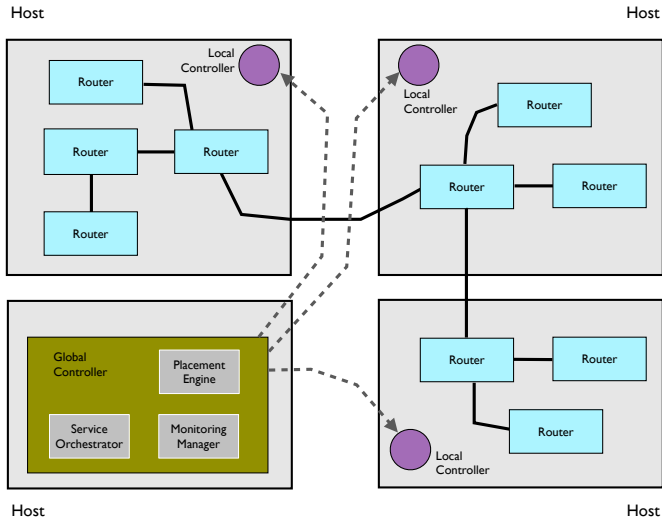 Host
Host
Local
Controller
Router
Router
Router
Router
Local
Controller
Router
Router
Router
Global
Controller
Placement
Engine
Service
Orchestrator
Monitoring
Manager
Router
Router
Router
Local
Controller
Host
Host